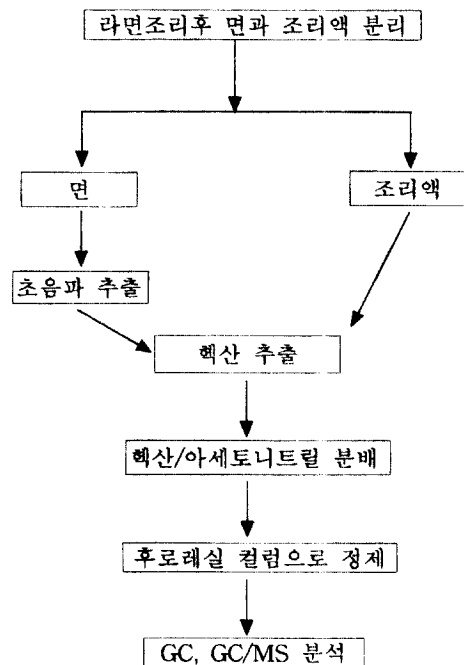 라면조리후 면과 조리액 분리
면
조리액
초음파 추출
헥산 추출
헥산/아세토니트릴 분배
후로레실 컬럼으로 정제
GC, GC/MS 분석